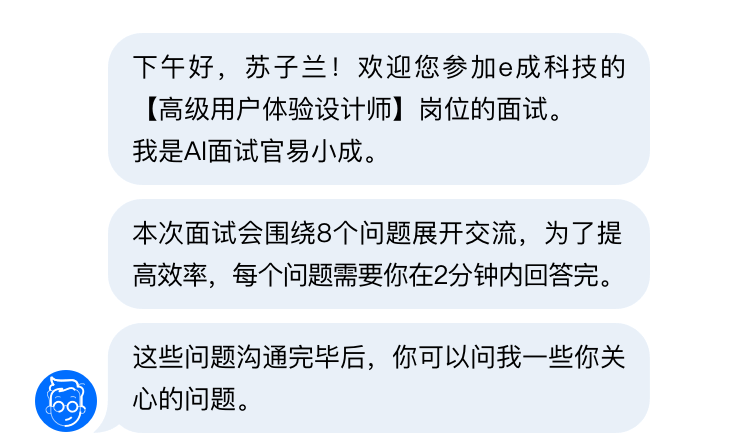 下午好，苏子兰！欢迎您参加e成科技的
【高级用户体验设计师】岗位的面试。
我是AI面试官易小成。
本次面试会围绕8个问题展开交流，为了提
高效率，每个问题需要你在2分钟内回答完。
这些问题沟通完毕后，你可以问我一些你关
心的问题。